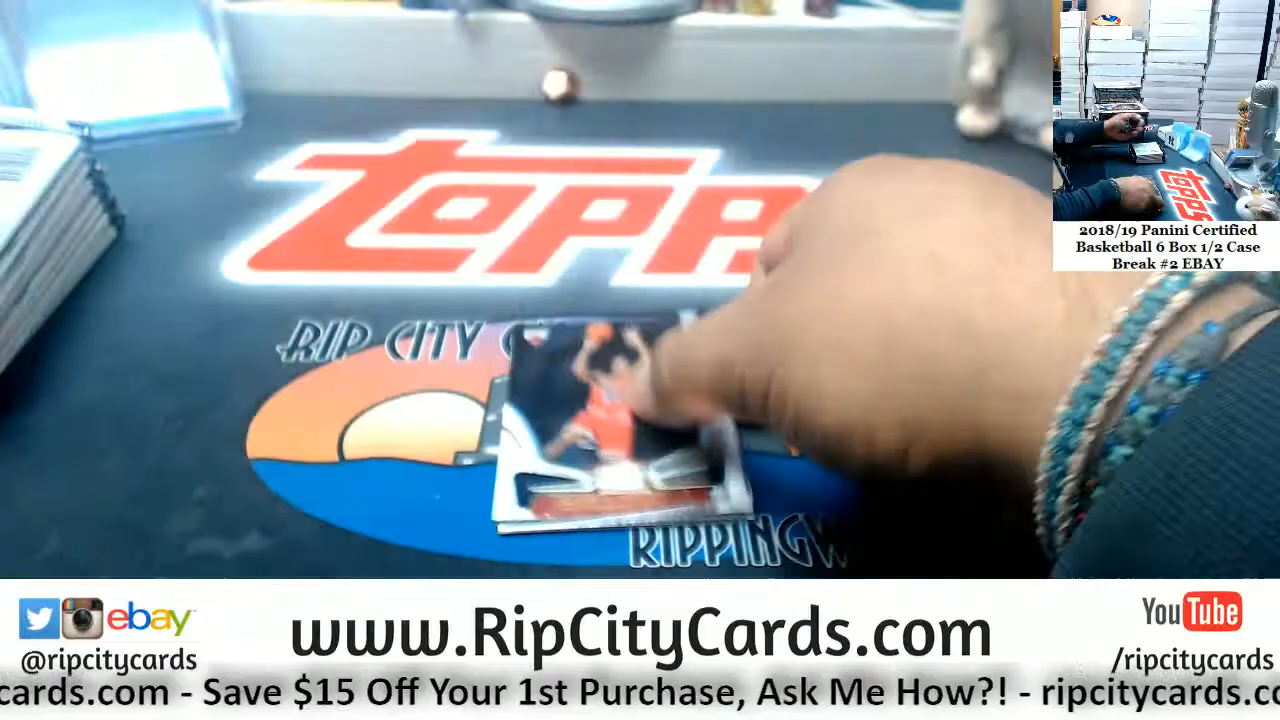 TOPPS
RIP CITY C
RIPPINGW
TOPPS
2018/19 Panini Certified
Basketball 6 Box 1/2 Case
Break #2 EBAY
ebay
www.RipCityCards.com
YouTube
@ripcitycards
/ripcitycards
cards.com - Save $15 Off Your 1st Purchase, Ask Me How?! - ripcitycards.co